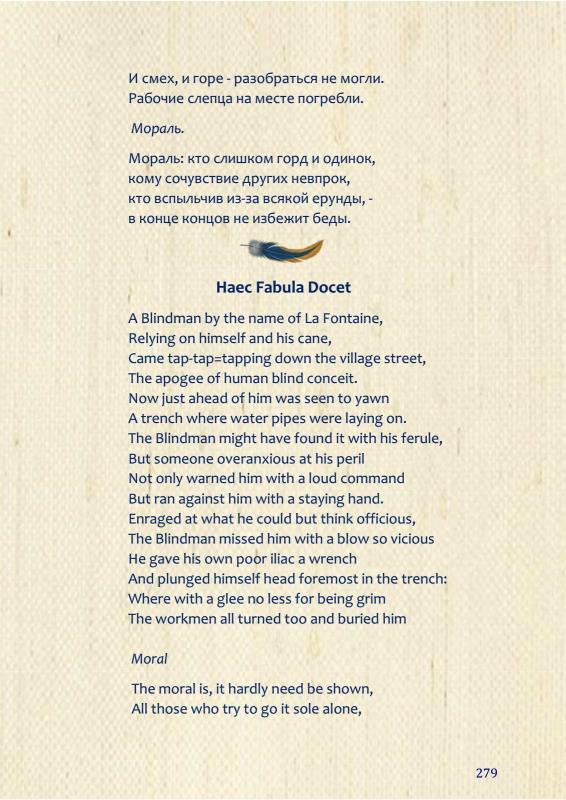 И смех, и горе - разобраться не могли.
Рабочие слепца на месте погребли.
Мораль.
Мораль: кто слишком горд и одинок,
кому сочувствие других невпрок,
кто вспыльчив из-за всякой ерунды, -
в конце концов не избежит беды.
Haec Fabula Docet
A Blindman by the name of La Fontaine,
Relying on himself and his cane,
Came tap-tap=tapping down the village street,
The apogee of human blind conceit.
Now just ahead of him was seen to yawn
A trench where water pipes were laying on.
The Blindman might have found it with his ferule,
But someone overanxious at his peril
Not only warned him with a loud command
But ran against him with a staying hand.
Enraged at what he could but think officious,
The Blindman missed him with a blow so vicious
He gave his own poor iliac a wrench
And plunged himself head foremost in the trench:
Where with a glee no less for being grim
The workmen all turned too and buried him
Moral
The moral is, it hardly need be shown,
All those who try to go it sole alone,
279